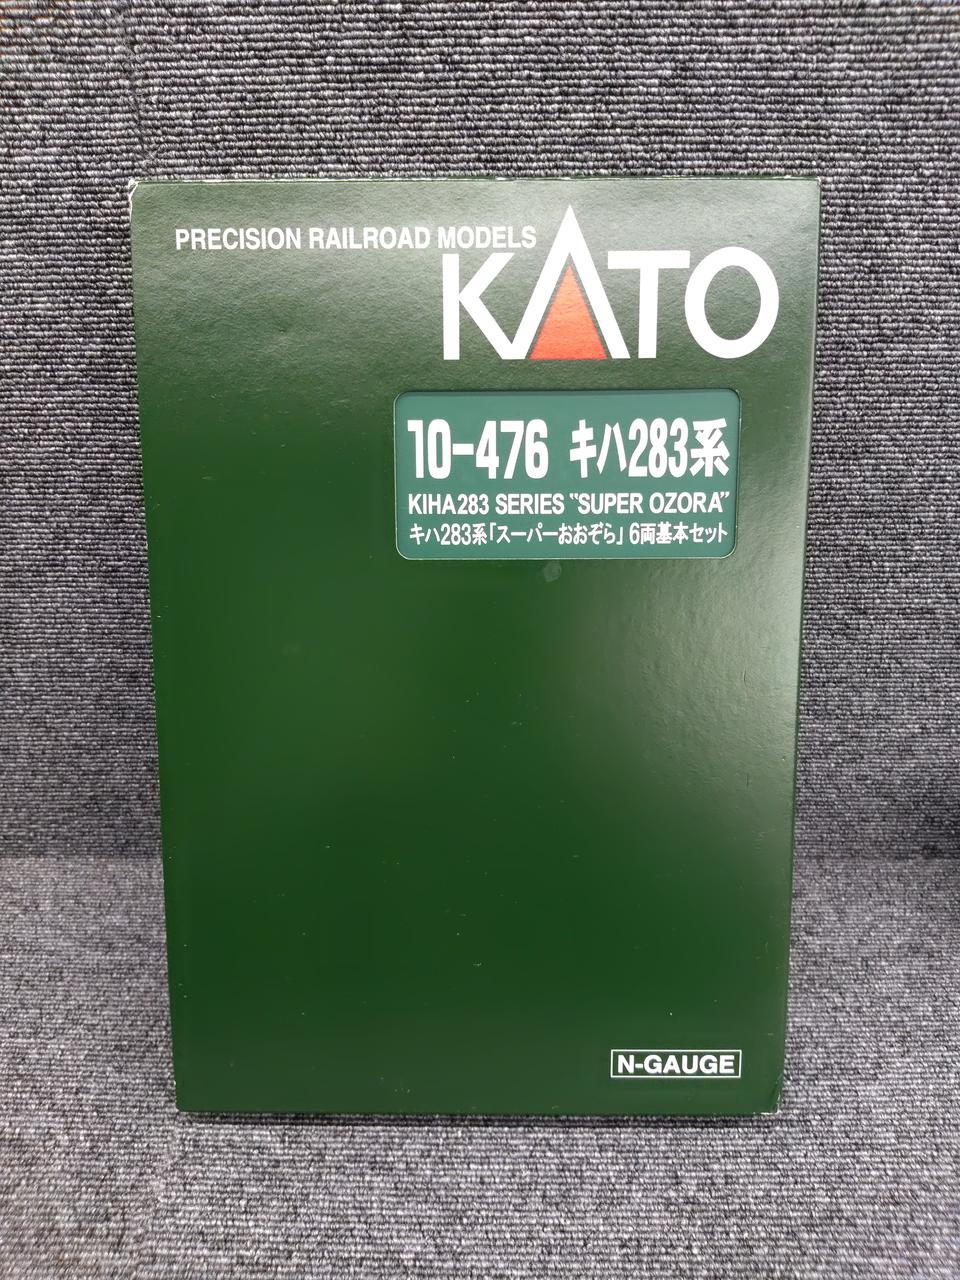 PRECISION RAILROAD MODELS
KATO
10-476 キハ283系
KIHA283 SERIES "SUPER OZORA"
キハ283系「スーパーおおぞら」6両基本セット
N-GAUGE